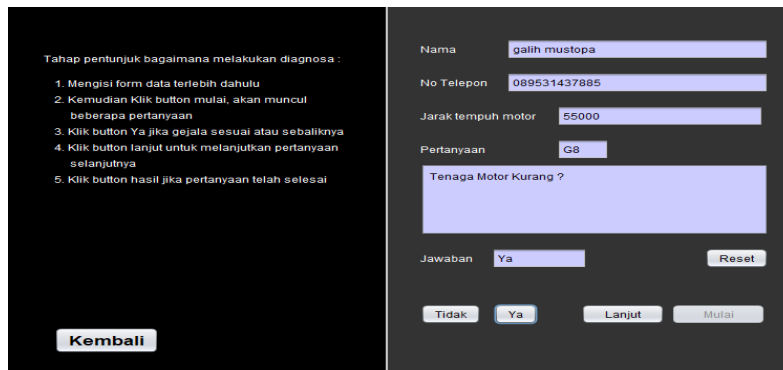 Tahap pentunjuk bagaimana melakukan diagnosa :
1. Mengisi form data terlebih dahulu
2. Kemudian Klik button mulai, akan muncul
beberapa pertanyaan
3. Klik button Ya jika gejala sesuai atau sebaliknya
4. Klik button lanjut untuk melanjutkan pertanyaan
selanjutnya
5. Klik button hasil jika pertanyaan telah selesai
Kembali
Nama galih mustopa
No Telepon 089531437885
Jarak tempuh motor 55000
Pertanyaan G8
Tenaga Motor Kurang ?
Jawaban Ya Reset
Tidak Ya Lanjut Mulai